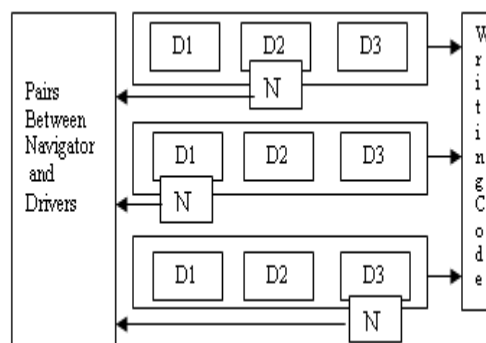 D1 D2 D3
N
Pairs
Between
Navigator
and
Drivers
D1 D2 D3
N
D1 D2 D3
N
W
r
i
t
i
n
g
C
o
d
e